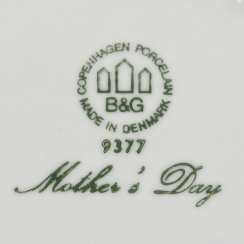 COPENHAGEN PORCELAIN
B&G
MADE IN DENMARK
9377
Mother's Day